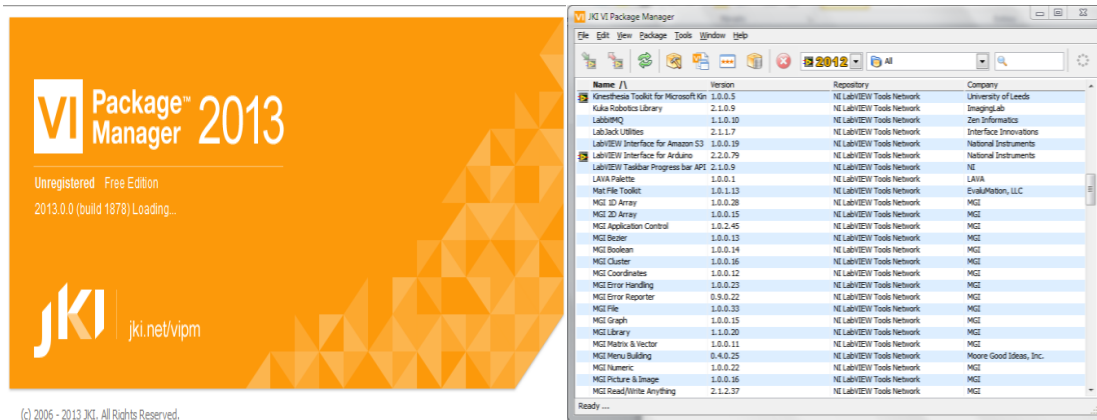 VI Package™ Manager 2013
Unregistered Free Edition
2013.0.0 (build 1878) Loading...
JKI jki.net/vipm
(c) 2006 - 2013 JKI. All Rights Reserved.
VI JKI VI Package Manager
File Edit View Package Tools Window Help
2012 All
Name /\ Version Repository Company
Kinesthesia Toolkit for Microsoft Kin 1.0.0.5 NI LabVIEW Tools Network University of Leeds
Kuka Robotics Library 2.1.0.9 NI LabVIEW Tools Network ImagingLab
LabbitMQ 1.1.0.10 NI LabVIEW Tools Network Zen Informatics
LabJack Utilities 2.1.1.7 NI LabVIEW Tools Network Interface Innovations
LabVIEW Interface for Amazon S3 1.0.0.19 NI LabVIEW Tools Network National Instruments
LabVIEW Interface for Arduino 2.2.0.79 NI LabVIEW Tools Network National Instruments
LabVIEW Taskbar Progress bar API 2.1.0.9 NI LabVIEW Tools Network NI
LAVA Palette 1.0.0.1 NI LabVIEW Tools Network LAVA
Mat File Toolkit 1.0.1.13 NI LabVIEW Tools Network EvaluMation, LLC
MGI 1D Array 1.0.0.28 NI LabVIEW Tools Network MGI
MGI 2D Array 1.0.0.15 NI LabVIEW Tools Network MGI
MGI Application Control 1.0.2.45 NI LabVIEW Tools Network MGI
MGI Bezier 1.0.0.13 NI LabVIEW Tools Network MGI
MGI Boolean 1.0.0.14 NI LabVIEW Tools Network MGI
MGI Cluster 1.0.0.16 NI LabVIEW Tools Network MGI
MGI Coordinates 1.0.0.12 NI LabVIEW Tools Network MGI
MGI Error Handling 1.0.0.23 NI LabVIEW Tools Network MGI
MGI Error Reporter 0.9.0.22 NI LabVIEW Tools Network MGI
MGI File 1.0.0.33 NI LabVIEW Tools Network MGI
MGI Graph 1.0.0.15 NI LabVIEW Tools Network MGI
MGI Library 1.1.0.20 NI LabVIEW Tools Network MGI
MGI Matrix & Vector 1.0.0.11 NI LabVIEW Tools Network MGI
MGI Menu Building 0.4.0.25 NI LabVIEW Tools Network Moore Good Ideas, Inc.
MGI Numeric 1.0.0.22 NI LabVIEW Tools Network MGI
MGI Picture & Image 1.0.0.16 NI LabVIEW Tools Network MGI
MGI Read/Write Anything 2.1.2.37 NI LabVIEW Tools Network MGI
Ready ...